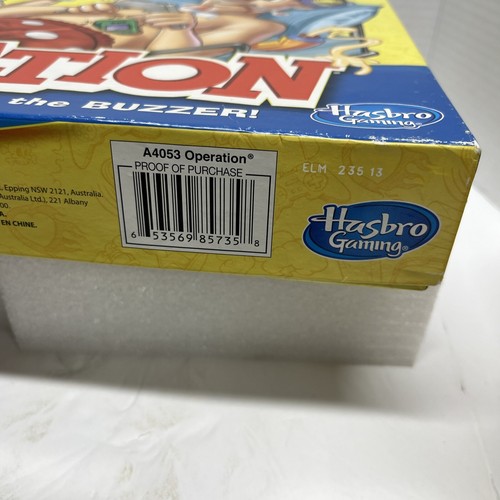 TION
the BUZZER!
Hasbro
Gaming
A4053 Operation®
PROOF OF PURCHASE
6 53569 85735 8
ELM 235 13
Hasbro
Gaming®
, Epping NSW 2121, Australia.
Australia Ltd.), 221 Albany
00.
A.
EN CHINE.